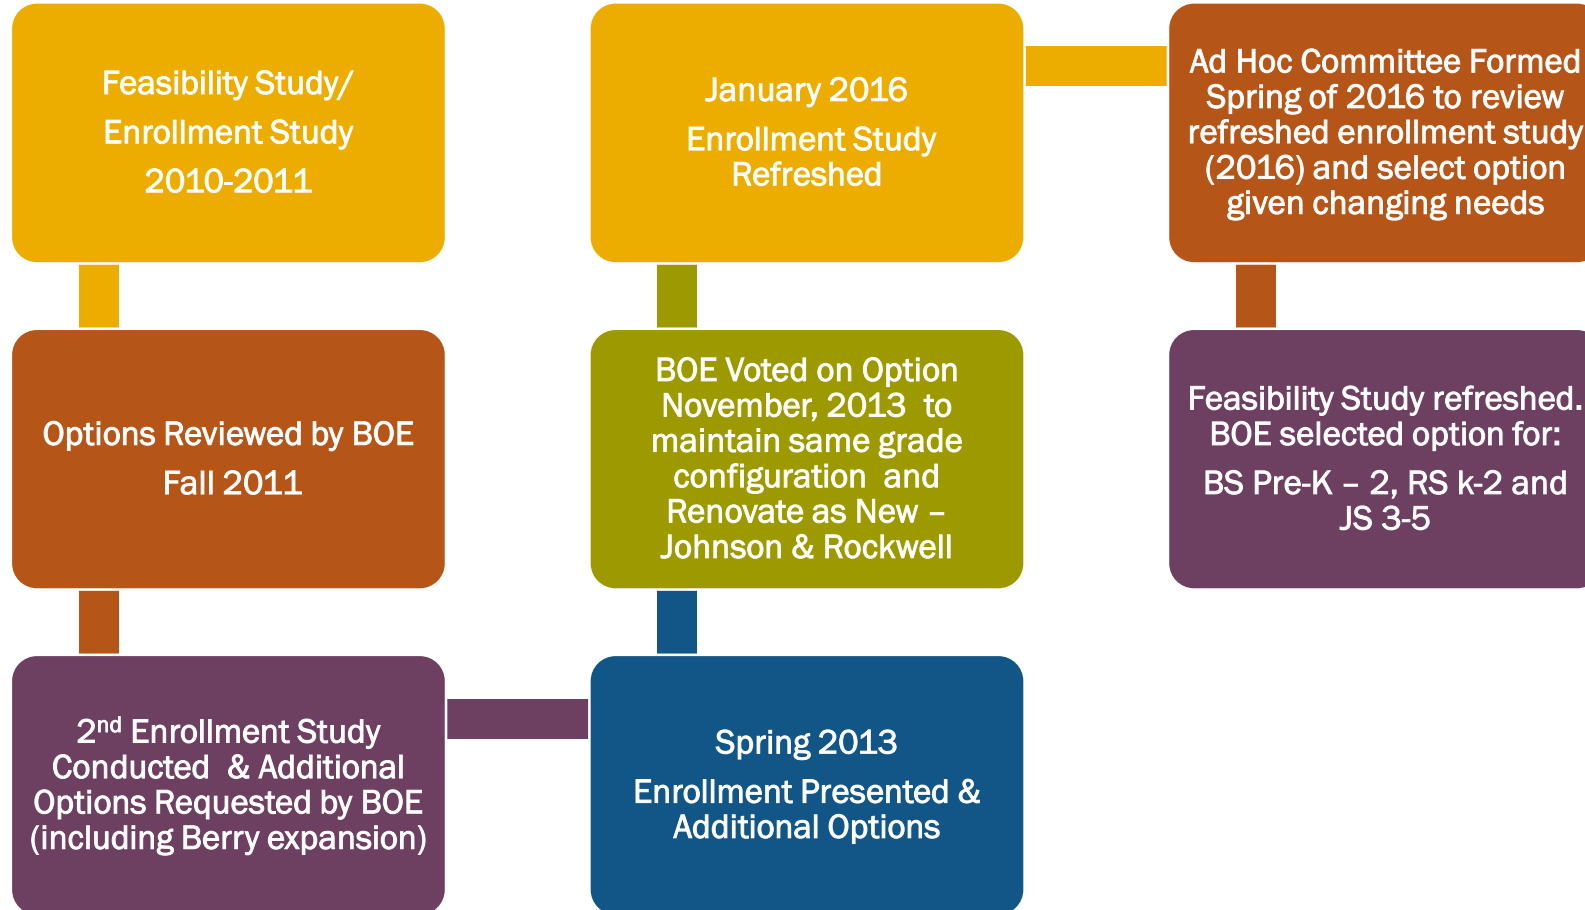 Feasibility Study/
Enrollment Study
2010-2011
Options Reviewed by BOE
Fall 2011
2nd Enrollment Study
Conducted & Additional
Options Requested by BOE
(including Berry expansion)
Spring 2013
Enrollment Presented &
Additional Options
BOE Voted on Option
November, 2013 to
maintain same grade
configuration and
Renovate as New –
Johnson & Rockwell
January 2016
Enrollment Study
Refreshed
Ad Hoc Committee Formed
Spring of 2016 to review
refreshed enrollment study
(2016) and select option
given changing needs
Feasibility Study refreshed.
BOE selected option for:
BS Pre-K – 2, RS k-2 and
JS 3-5